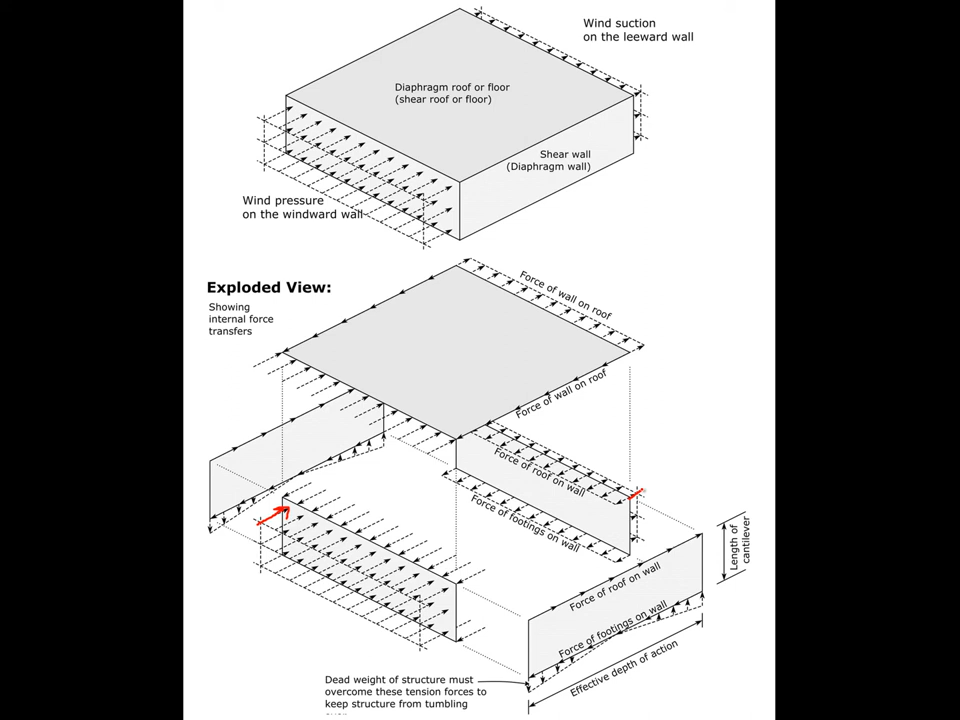 Wind suction
on the leeward wall
Diaphragm roof or floor
(shear roof or floor)
Shear wall
(Diaphragm wall)
Wind pressure
on the windward wall
Exploded View:
Showing
internal force
transfers
Force of wall on roof
Force of wall on roof
Force of roof on wall
Force of footings on wall
Length of
cantilever
Force of roof on wall
Force of footings on wall
Effective depth of action
Dead weight of structure must
overcome these tension forces to
keep structure from tumbling